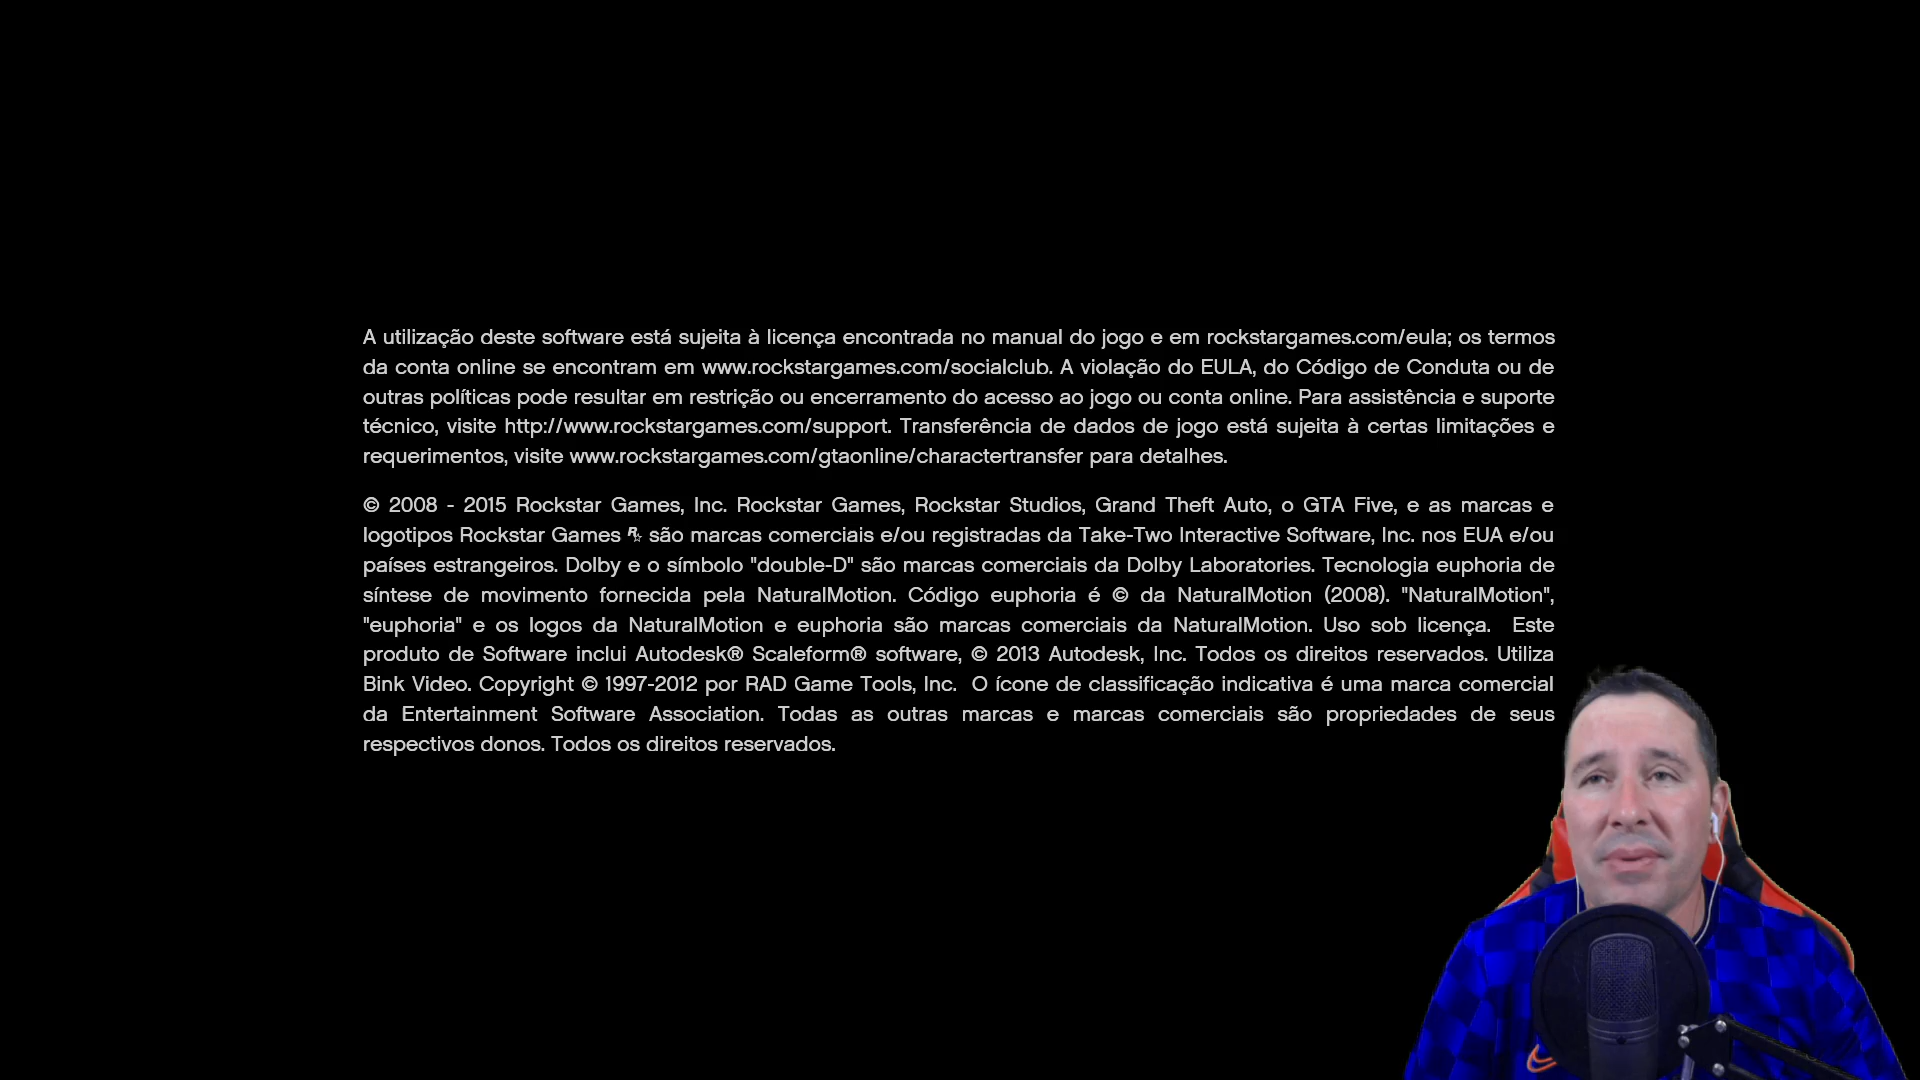 A utilização deste software está sujeita à licença encontrada no manual do jogo e em rockstargames.com/eula; os termos
da conta online se encontram em www.rockstargames.com/socialclub. A violação do EULA, do Código de Conduta ou de
outras políticas pode resultar em restrição ou encerramento do acesso ao jogo ou conta online. Para assistência e suporte
técnico, visite http://www.rockstargames.com/support. Transferência de dados de jogo está sujeita à certas limitações e
requerimentos, visite www.rockstargames.com/gtaonline/charactertransfer para detalhes.
© 2008 - 2015 Rockstar Games, Inc. Rockstar Games, Rockstar Studios, Grand Theft Auto, o GTA Five, e as marcas e
logotipos Rockstar Games R* são marcas comerciais e/ou registradas da Take-Two Interactive Software, Inc. nos EUA e/ou
países estrangeiros. Dolby e o símbolo "double-D" são marcas comerciais da Dolby Laboratories. Tecnologia euphoria de
síntese de movimento fornecida pela NaturalMotion. Código euphoria é © da NaturalMotion (2008). "NaturalMotion",
"euphoria" e os logos da NaturalMotion e euphoria são marcas comerciais da NaturalMotion. Uso sob licença. Este
produto de Software inclui Autodesk® Scaleform® software, © 2013 Autodesk, Inc. Todos os direitos reservados. Utiliza
Bink Video. Copyright © 1997-2012 por RAD Game Tools, Inc. O ícone de classificação indicativa é uma marca comercial
da Entertainment Software Association. Todas as outras marcas e marcas comerciais são propriedades de seus
respectivos donos. Todos os direitos reservados.